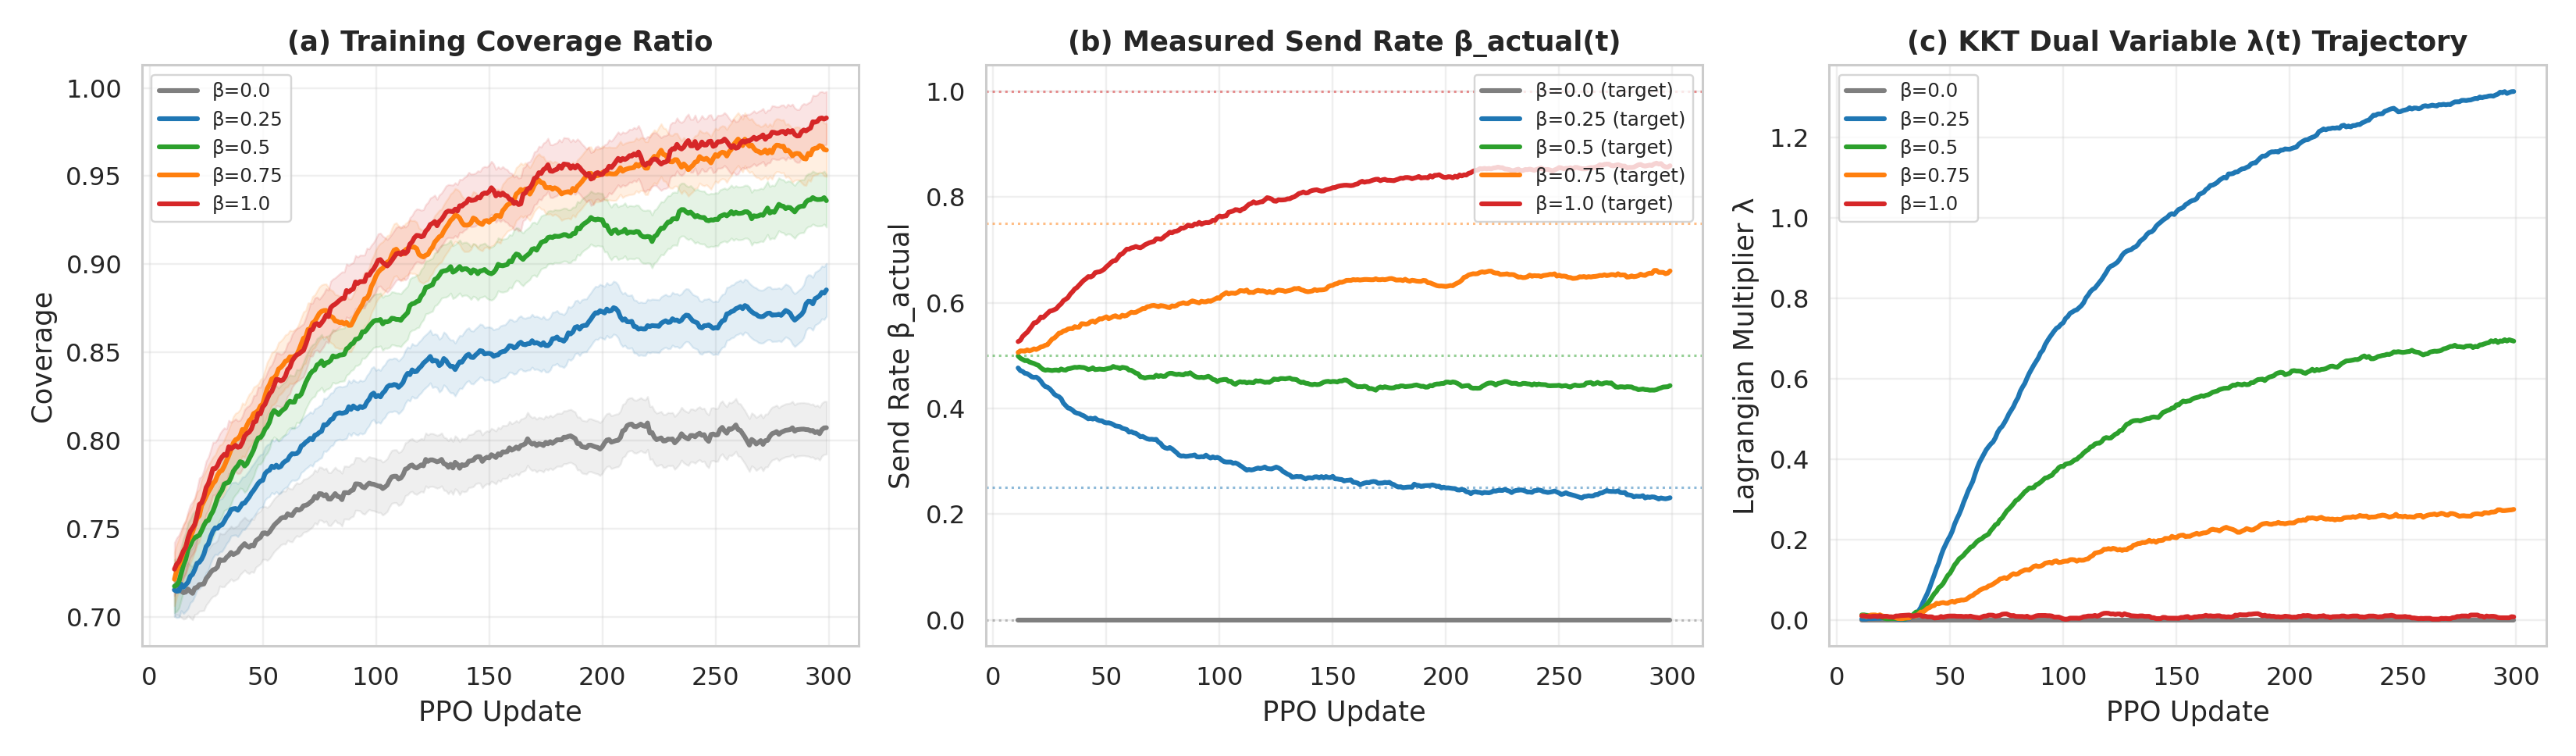 (a) Training Coverage Ratio
Coverage
1.00
0.95
0.90
0.85
0.80
0.75
0.70
β=0.0
β=0.25
β=0.5
β=0.75
β=1.0
0 50 100 150 200 250 300
PPO Update
(b) Measured Send Rate β_actual(t)
Send Rate β_actual
1.0
0.8
0.6
0.4
0.2
0.0
β=0.0 (target)
β=0.25 (target)
β=0.5 (target)
β=0.75 (target)
β=1.0 (target)
0 50 100 150 200 250 300
PPO Update
(c) KKT Dual Variable λ(t) Trajectory
Lagrangian Multiplier λ
1.2
1.0
0.8
0.6
0.4
0.2
0.0
β=0.0
β=0.25
β=0.5
β=0.75
β=1.0
0 50 100 150 200 250 300
PPO Update